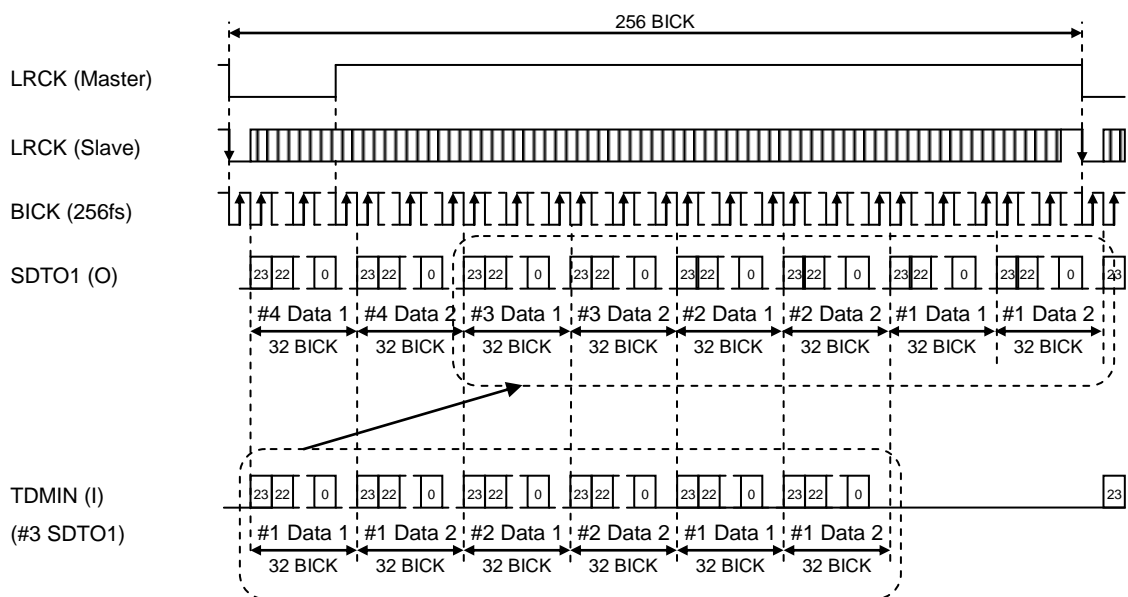 256 BICK
LRCK (Master)
LRCK (Slave)
BICK (256fs)
SDTO1 (O)
23 22 0 23 22 0 23 22 0 23 22 0 23 22 0 23 22 0 23 22 0 23 22 0 23
#4 Data 1 #4 Data 2 #3 Data 1 #3 Data 2 #2 Data 1 #2 Data 2 #1 Data 1 #1 Data 2
32 BICK 32 BICK 32 BICK 32 BICK 32 BICK 32 BICK 32 BICK 32 BICK
TDMIN (I)
23 22 0 23 22 0 23 22 0 23 22 0 23 22 0 23 22 0 23
(#3 SDTO1)
#1 Data 1 #1 Data 2 #2 Data 1 #2 Data 2 #1 Data 1 #1 Data 2
32 BICK 32 BICK 32 BICK 32 BICK 32 BICK 32 BICK